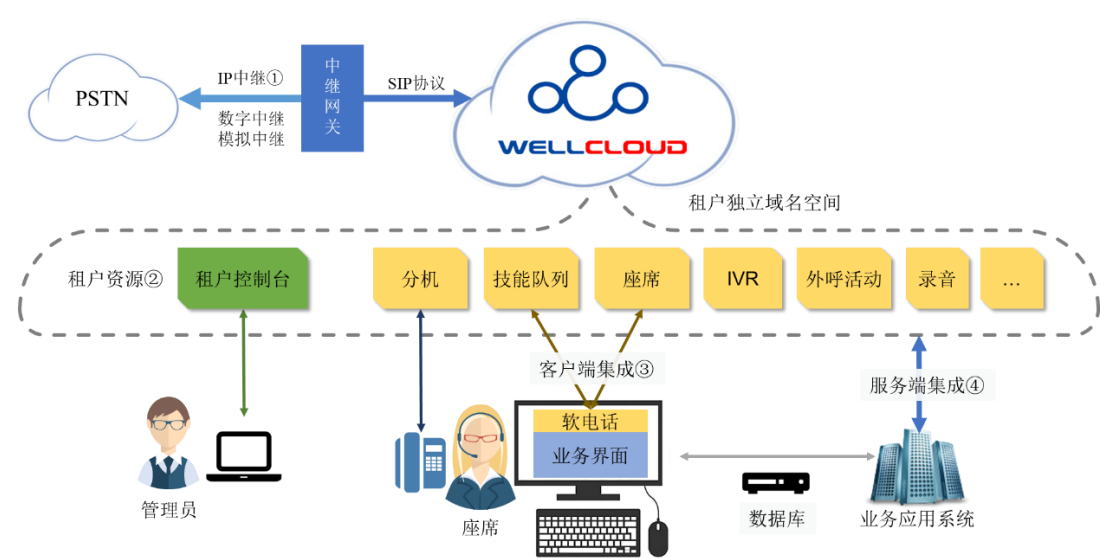 PSTN
IP中继①
数字中继
模拟中继
中继网关
SIP协议
WELLCLOUD
租户独立域名空间
租户资源②
租户控制台
分机
技能队列
座席
IVR
外呼活动
录音
...
客户端集成③
服务端集成④
软电话
业务界面
管理员
座席
数据库
业务应用系统